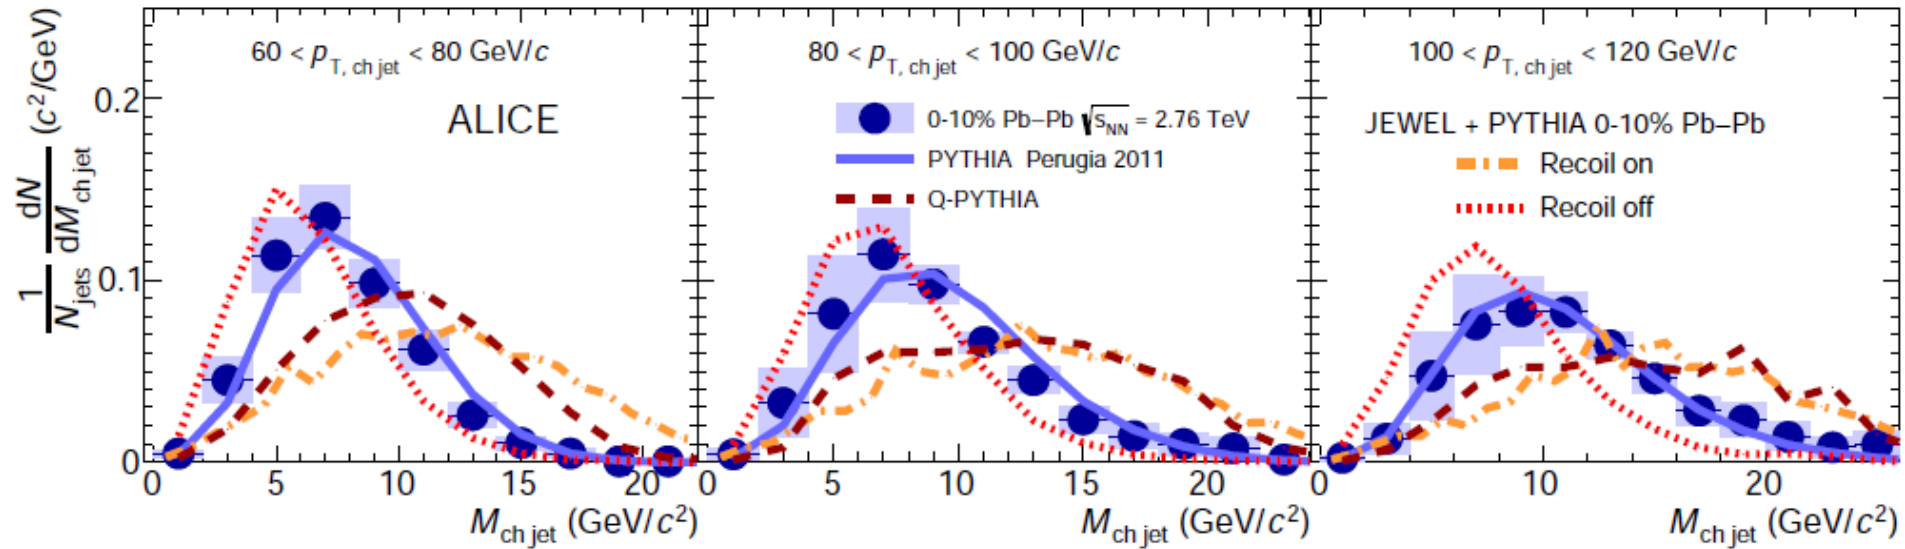 1/N_jets dN/dM_ch jet (c²/GeV)
0.2
0.1
0
60 < p_T, ch jet < 80 GeV/c
ALICE
0 5 10 15 20
M_ch jet (GeV/c²)
80 < p_T, ch jet < 100 GeV/c
0-10% Pb–Pb √s_NN = 2.76 TeV
PYTHIA Perugia 2011
Q-PYTHIA
0 5 10 15 20
M_ch jet (GeV/c²)
100 < p_T, ch jet < 120 GeV/c
JEWEL + PYTHIA 0-10% Pb–Pb
Recoil on
Recoil off
0 10 20
M_ch jet (GeV/c²)